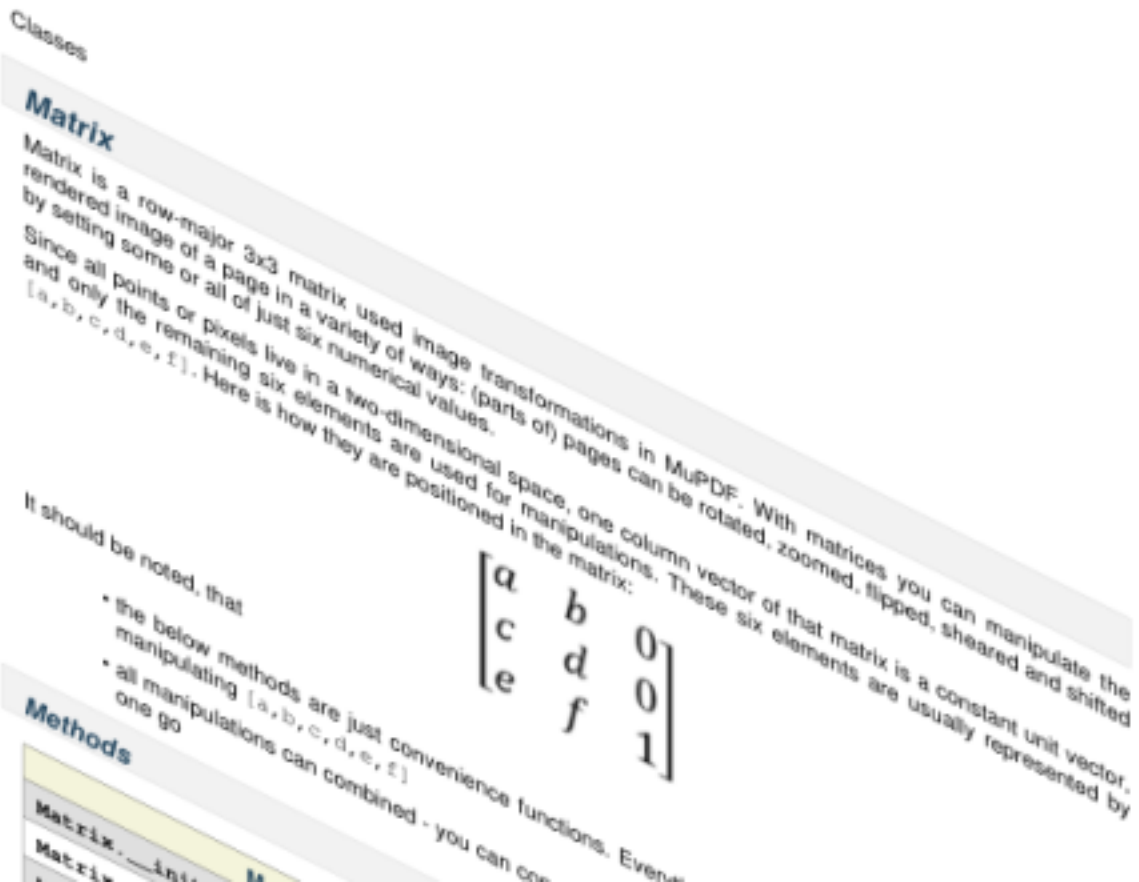 Classes
Matrix
Matrix is a row-major 3x3 matrix used image transformations in MuPDF. With matrices you can manipulate the
rendered image of a page in a variety of ways: (parts of) pages can be rotated, zoomed, flipped, sheared and shifted
by setting some or all of just six numerical values.
Since all points or pixels live in a two-dimensional space, one column vector of that matrix is a constant unit vector,
and only the remaining six elements are used for manipulations. These six elements are usually represented by
[a,b,c,d,e,f]. Here is how they are positioned in the matrix:
a b 0
c d 0
e f 1
It should be noted, that
• the below methods are just convenience functions.
manipulating [a,b,c,d,e,f]
• all manipulations can combined - you can
one go
Methods
Matrix.__init
Matrix.